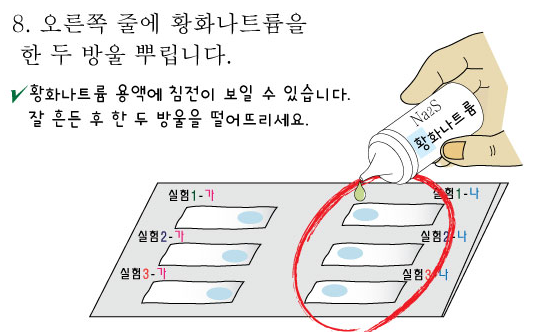 8. 오른쪽 줄에 황화나트륨을
한 두 방울 뿌립니다.
✓황화나트륨 용액에 침전이 보일 수 있습니다.
잘 흔든 후 한 두 방울을 떨어뜨리세요.
Na2S
황화나트륨
실험1-가
실험1-나
실험2-가
실험2-나
실험3-가
실험3-나